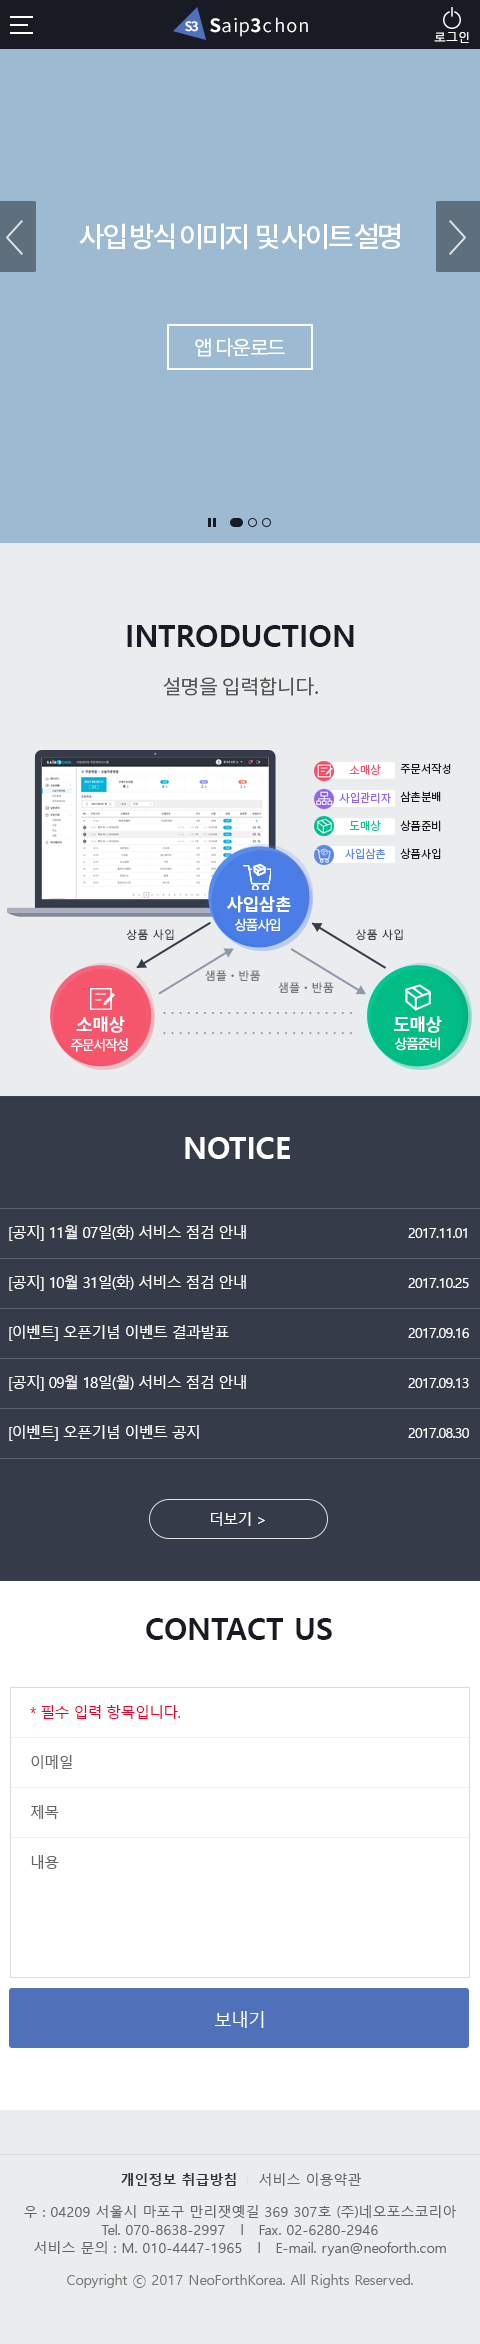 S3 Saip3chon
로그인
사입 방식 이미지 및 사이트 설명
앱 다운로드
INTRODUCTION
설명을 입력합니다.
소매상 주문서작성
사입관리자 삼촌분배
도매상 상품준비
사입삼촌 상품사입
사입삼촌
상품사입
상품 사입
상품 사입
샘플・반품
샘플・반품
소매상
주문서작성
도매상
상품준비
NOTICE
[공지] 11월 07일(화) 서비스 점검 안내 2017.11.01
[공지] 10월 31일(화) 서비스 점검 안내 2017.10.25
[이벤트] 오픈기념 이벤트 결과발표 2017.09.16
[공지] 09월 18일(월) 서비스 점검 안내 2017.09.13
[이벤트] 오픈기념 이벤트 공지 2017.08.30
더보기 >
CONTACT US
* 필수 입력 항목입니다.
이메일
제목
내용
보내기
개인정보 취급방침 서비스 이용약관
우 : 04209 서울시 마포구 만리잿옛길 369 307호 (주)네오포스코리아
Tel. 070-8638-2997 l Fax. 02-6280-2946
서비스 문의 : M. 010-4447-1965 l E-mail. ryan@neoforth.com
Copyright ⓒ 2017 NeoForthKorea. All Rights Reserved.